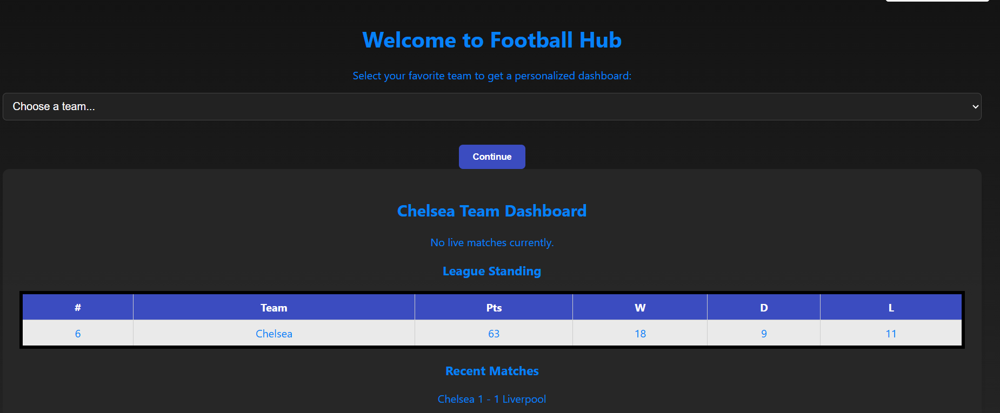 Welcome to Football Hub
Select your favorite team to get a personalized dashboard:
Choose a team...
Continue
Chelsea Team Dashboard
No live matches currently.
League Standing
# Team Pts W D L
6 Chelsea 63 18 9 11
Recent Matches
Chelsea 1 - 1 Liverpool